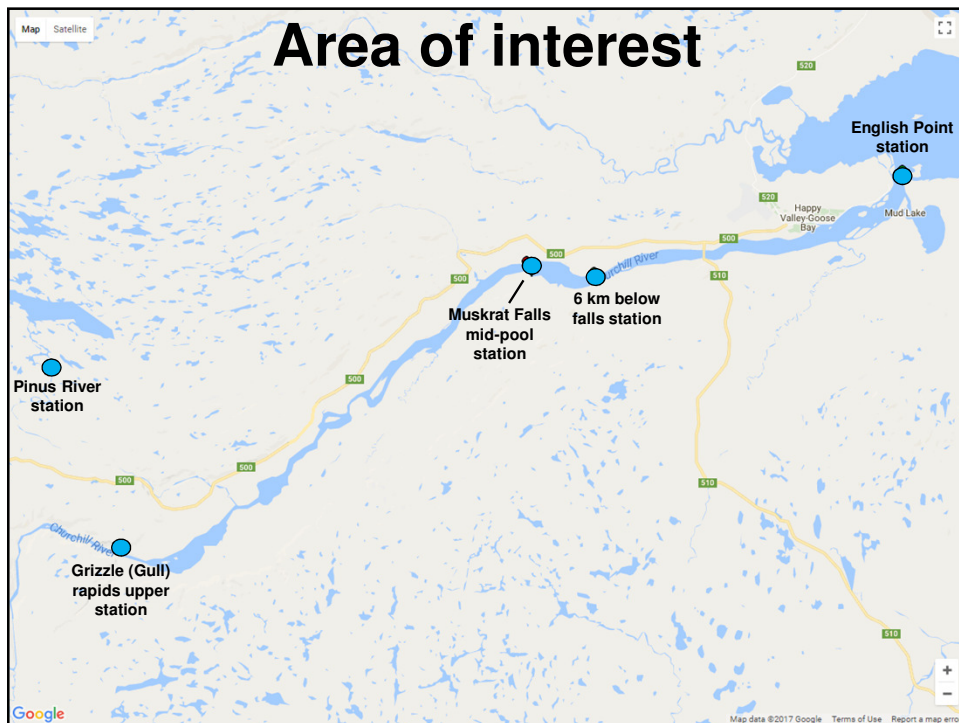 Map Satellite
Area of interest
520
English Point
station
520
Happy
Valley-Goose
Bay
Mud Lake
500
500
Churchill River
500
510
Muskrat Falls
mid-pool
station
6 km below
falls station
Pinus River
station
500
500
500
510
Churchill River
Grizzle (Gull)
rapids upper
station
510
+
−
Google
Map data ©2017 Google Terms of Use Report a map erro